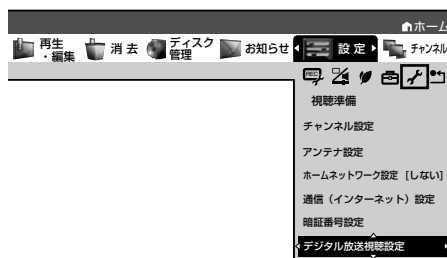 ホーム
再生・編集
消去
ディスク管理
お知らせ
設定
チャンネル
REC
視聴準備
チャンネル設定
アンテナ設定
ホームネットワーク設定 [しない]
通信（インターネット）設定
暗証番号設定
デジタル放送視聴設定